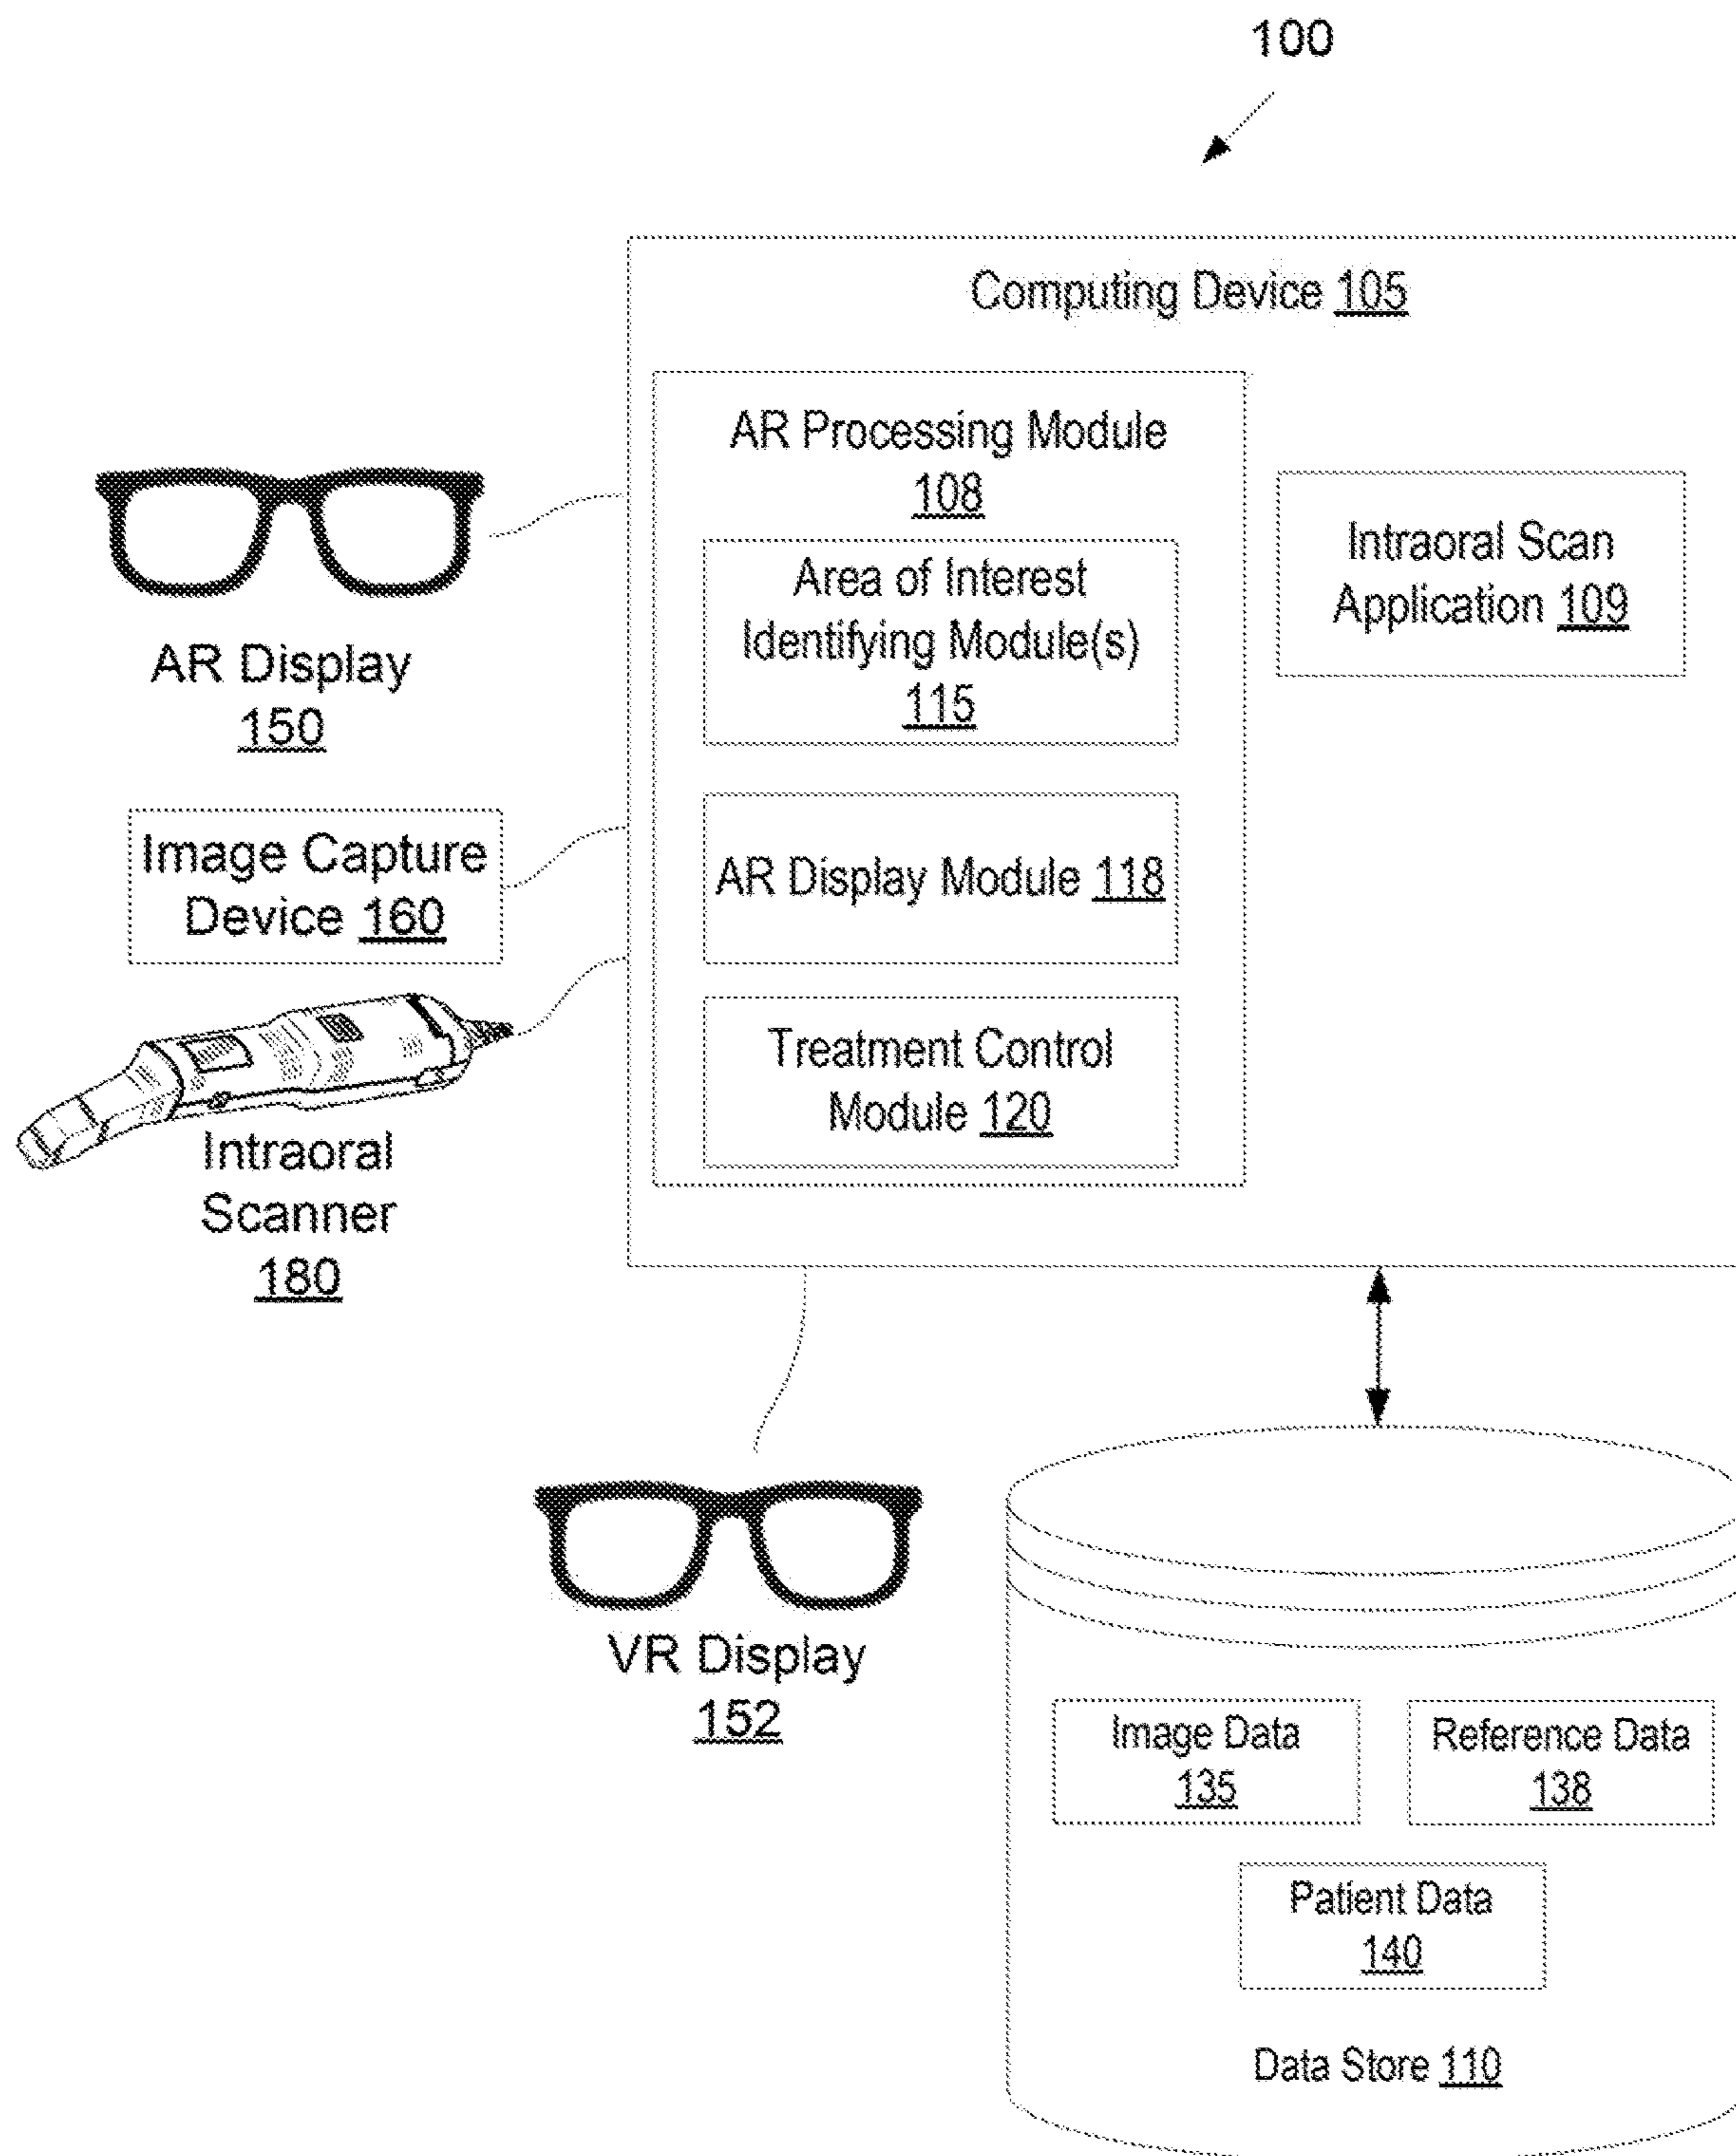 100
Computing Device 105
AR Processing Module
108
Area of Interest
Identifying Module(s)
115
AR Display Module 118
Treatment Control
Module 120
Intraoral Scan
Application 109
AR Display
150
Image Capture
Device 160
Intraoral
Scanner
180
VR Display
152
Image Data
135
Reference Data
138
Patient Data
140
Data Store 110